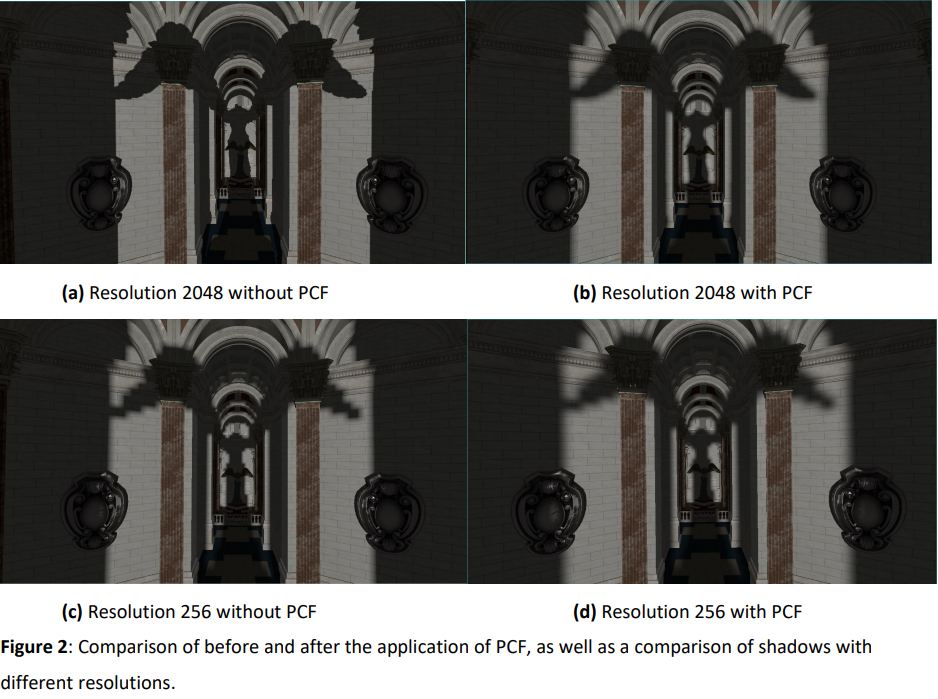 (a) Resolution 2048 without PCF
(b) Resolution 2048 with PCF
(c) Resolution 256 without PCF
(d) Resolution 256 with PCF
Figure 2: Comparison of before and after the application of PCF, as well as a comparison of shadows with
different resolutions.